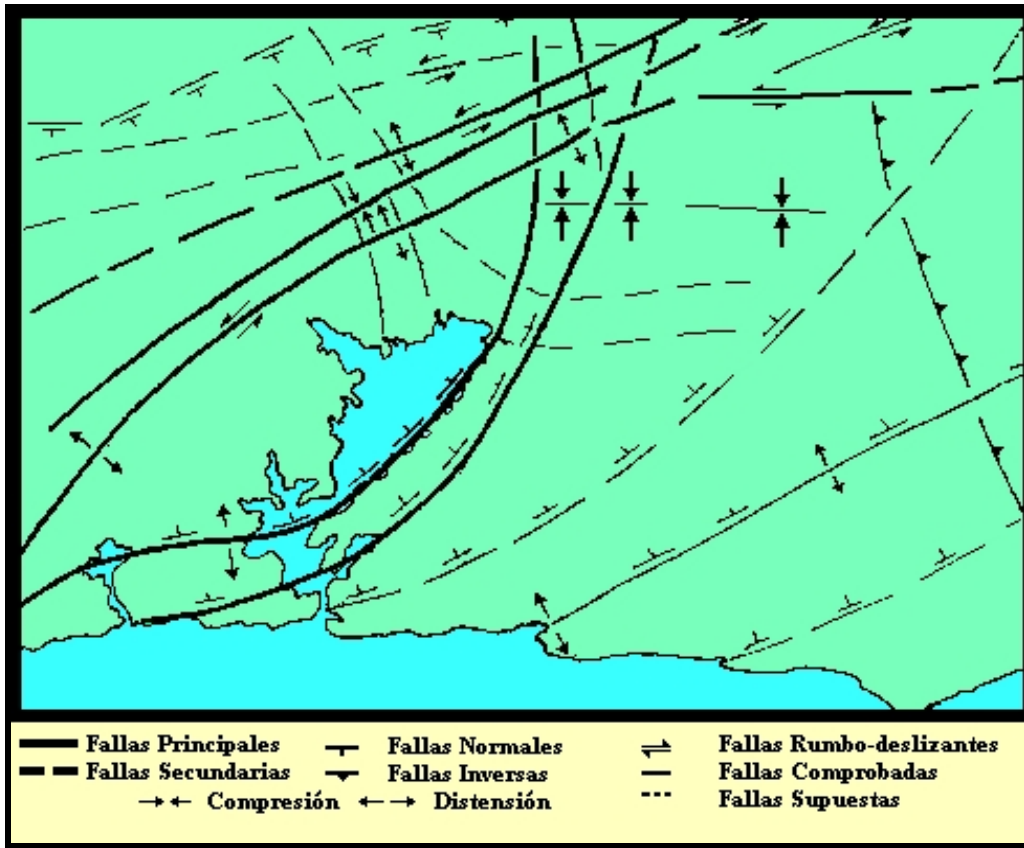 Fallas Principales Fallas Normales Fallas Rumbo-deslizantes
Fallas Secundarias Fallas Inversas Fallas Comprobadas
Compresión Distensión Fallas Supuestas